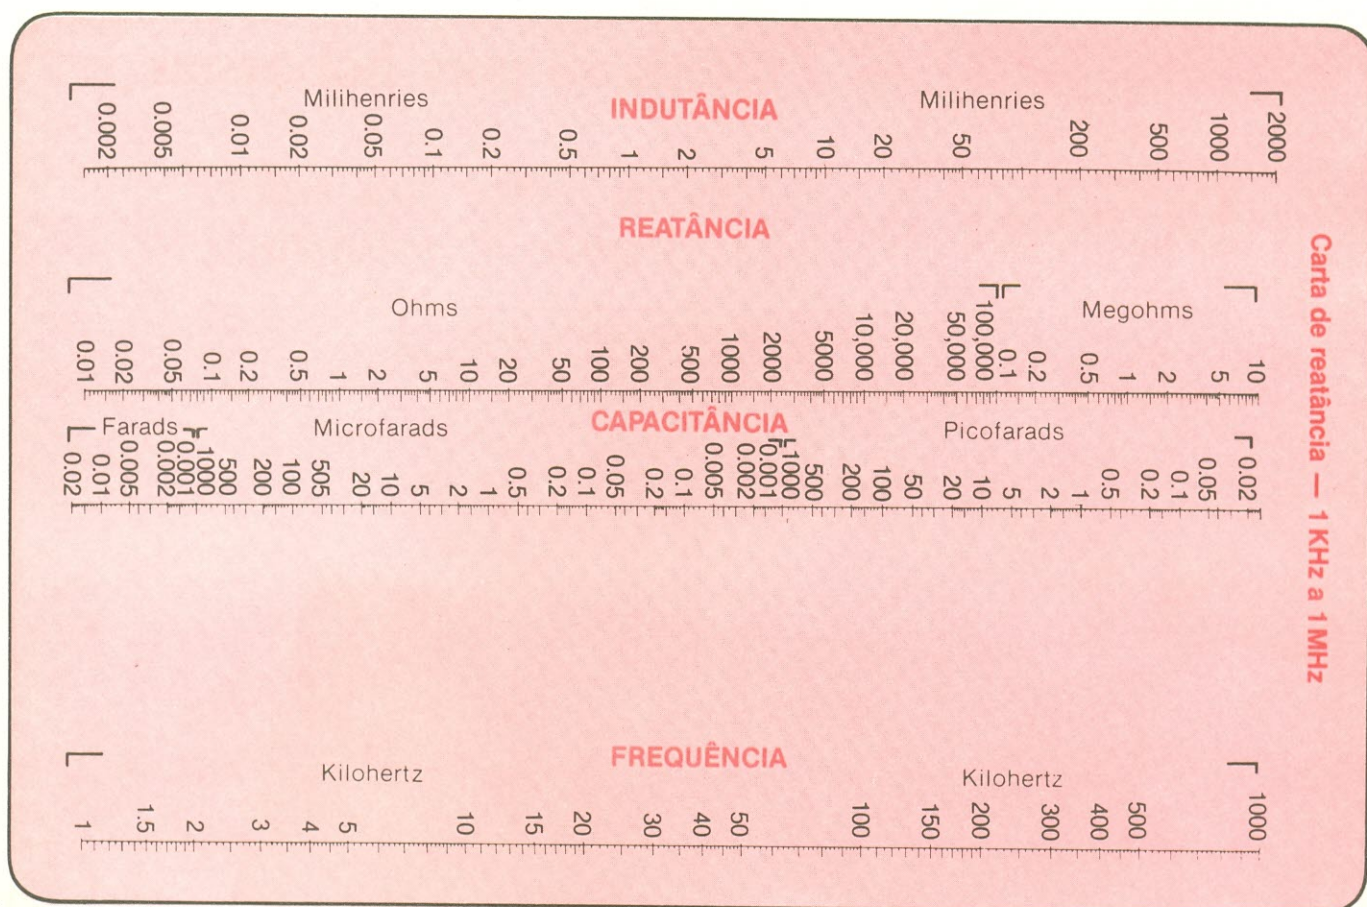 Carta de reatância — 1 KHz a 1 MHz
INDUTÂNCIA
Milihenries Milihenries
0.002 0.005 0.01 0.02 0.05 0.1 0.2 0.5 1 2 5 10 20 50 200 500 1000 2000
REATÂNCIA
Ohms Megohms
0.01 0.02 0.05 0.1 0.2 0.5 1 2 5 10 20 50 100 200 500 1000 2000 5000 10,000 20,000 50,000 100,000 0.1 0.2 0.5 1 2 5 10
CAPACITÂNCIA
Farads Microfarads Picofarads
0.02 0.01 0.005 0.002 0.001 1000 500 200 100 505 20 10 5 2 1 0.5 0.2 0.1 0.05 0.2 0.1 0.005 0.002 0.001 1000 500 200 100 50 20 10 5 2 1 0.5 0.2 0.1 0.05 0.02
FREQUÊNCIA
Kilohertz Kilohertz
1 1.5 2 3 4 5 10 15 20 30 40 50 100 150 200 300 400 500 1000